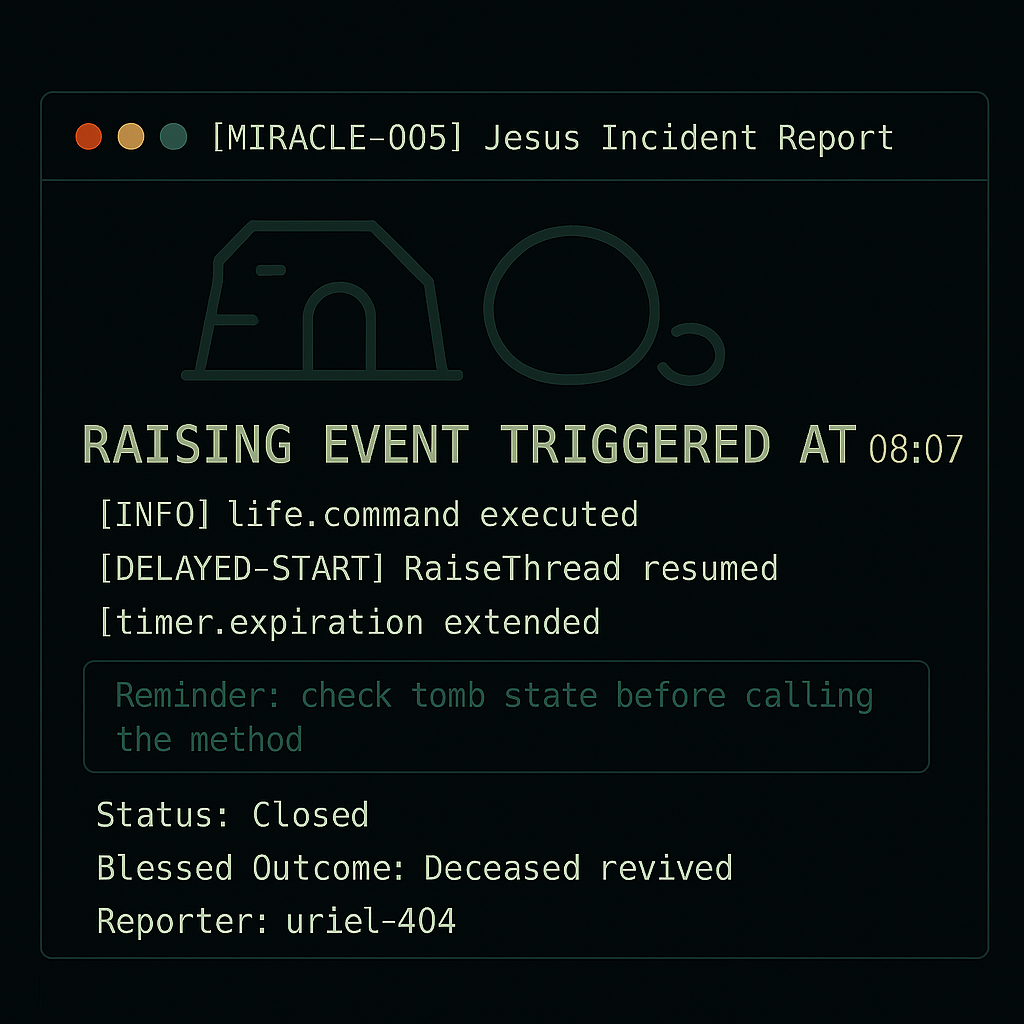 [MIRACLE-005] Jesus Incident Report
RAISING EVENT TRIGGERED AT 08:07
[INFO] life.command executed
[DELAYED-START] RaiseThread resumed
[timer.expiration extended
Reminder: check tomb state before calling
the method
Status: Closed
Blessed Outcome: Deceased revived
Reporter: uriel-404